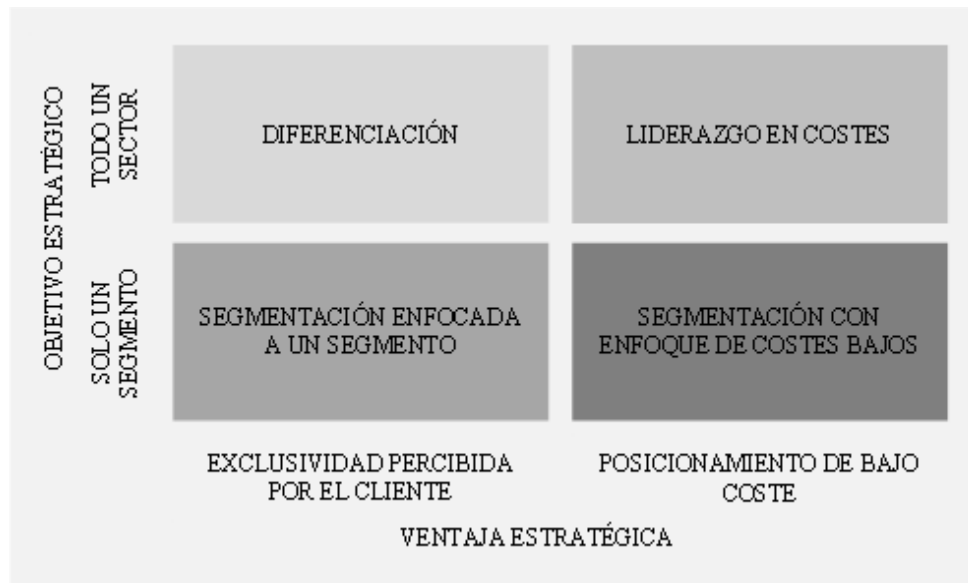 OBJETIVO ESTRATÉGICO
TODO UN
SECTOR
DIFERENCIACIÓN
LIDERAZGO EN COSTES
SOLO UN
SEGMENTO
SEGMENTACIÓN ENFOCADA
A UN SEGMENTO
SEGMENTACIÓN CON
ENFOQUE DE COSTES BAJOS
EXCLUSIVIDAD PERCIBIDA
POR EL CLIENTE
POSICIONAMIENTO DE BAJO
COSTE
VENTAJA ESTRATÉGICA